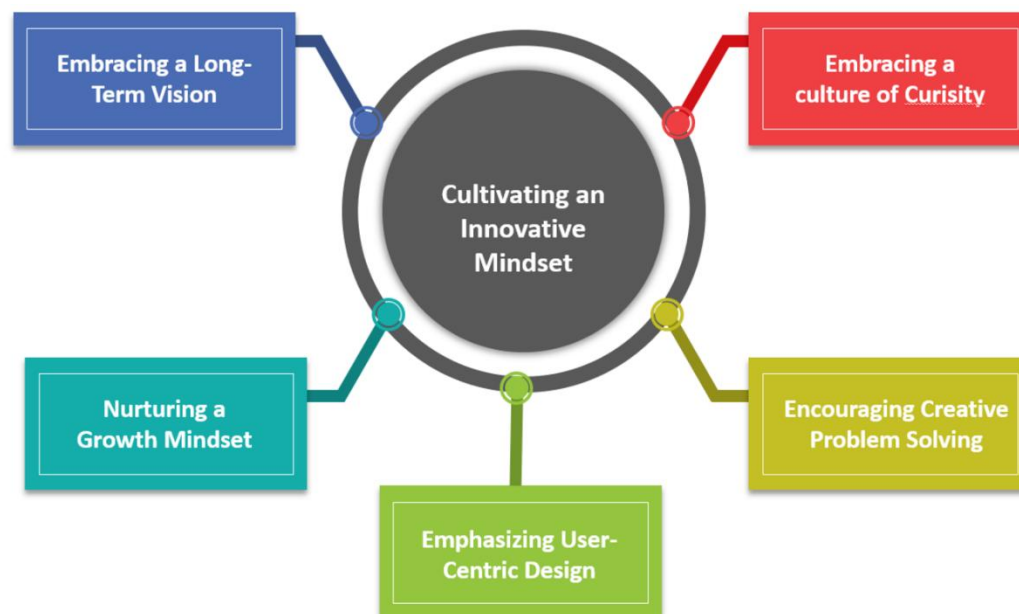 Embracing a Long-
Term Vision
Embracing a
culture of Curisity
Cultivating an
Innovative
Mindset
Nurturing a
Growth Mindset
Encouraging Creative
Problem Solving
Emphasizing User-
Centric Design